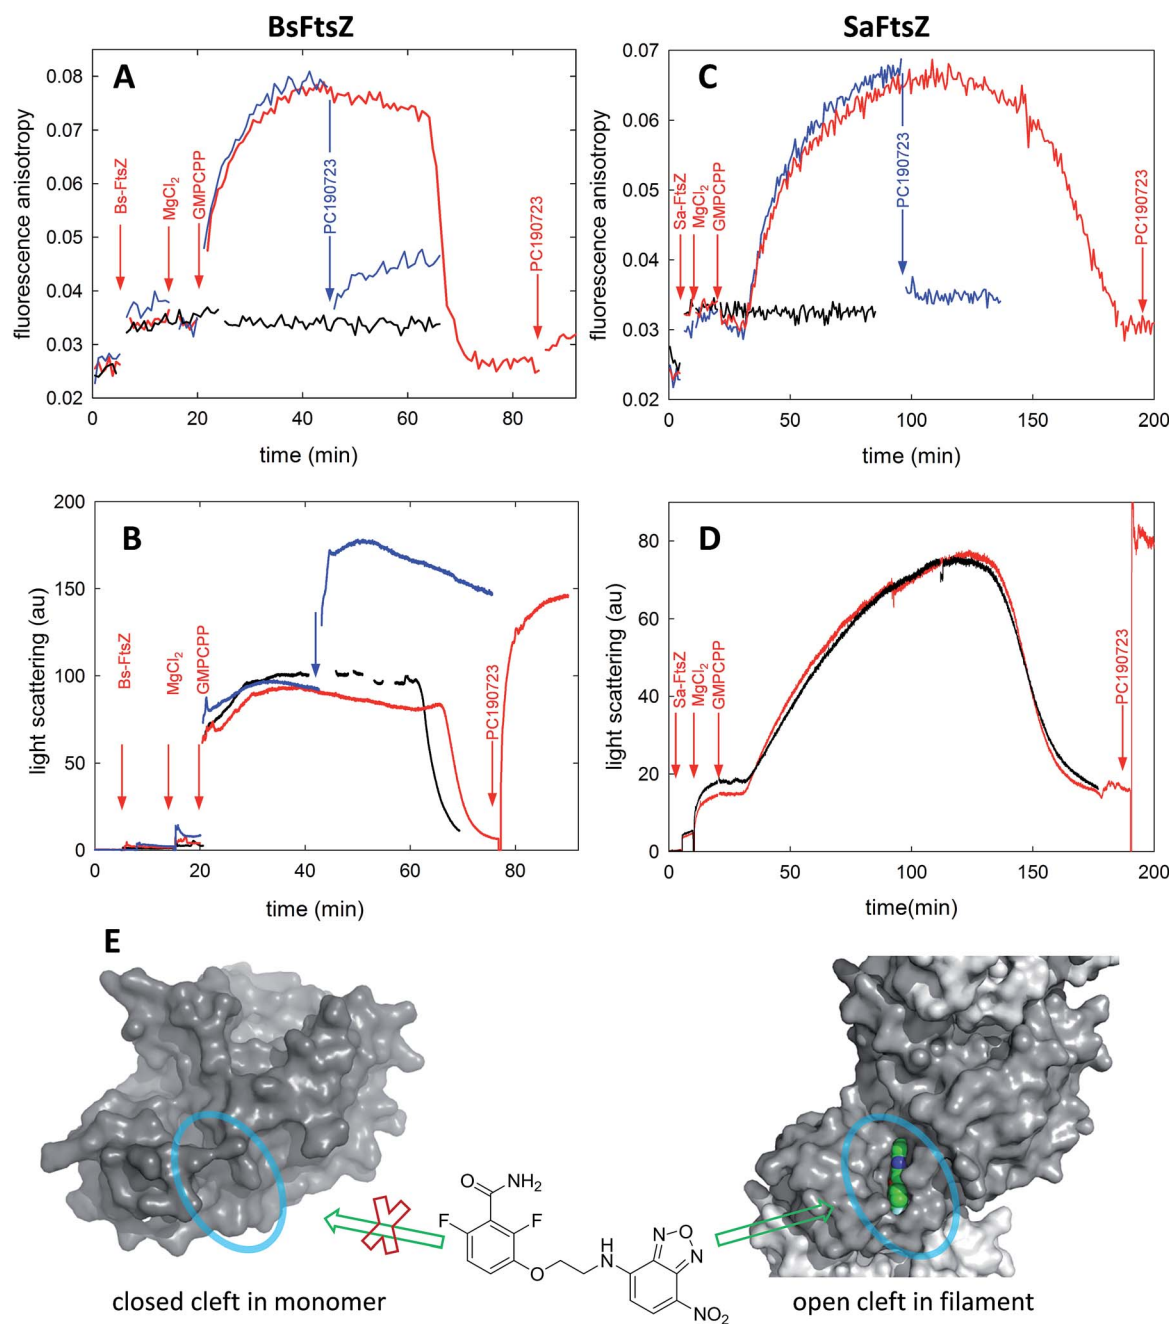 BsFtsZ
SaFtsZ
A
fluorescence anisotropy
0.08
0.07
0.06
0.05
0.04
0.03
0.02
Bs-FtsZ
MgCl₂
GMPCPP
PC190723
PC190723
0 20 40 60 80
time (min)
C
fluorescence anisotropy
0.07
0.06
0.05
0.04
0.03
0.02
Sa-FtsZ
MgCl₂
GMPCPP
PC190723
PC190723
0 50 100 150 200
time (min)
B
light scattering (au)
200
150
100
50
0
Bs-FtsZ
MgCl₂
GMPCPP
PC190723
0 20 40 60 80
time (min)
D
light scattering (au)
80
60
40
20
0
Sa-FtsZ
MgCl₂
GMPCPP
PC190723
0 50 100 150 200
time(min)
E
O
NH₂
F
F
O
NH
N
O
N
NO₂
closed cleft in monomer
open cleft in filament